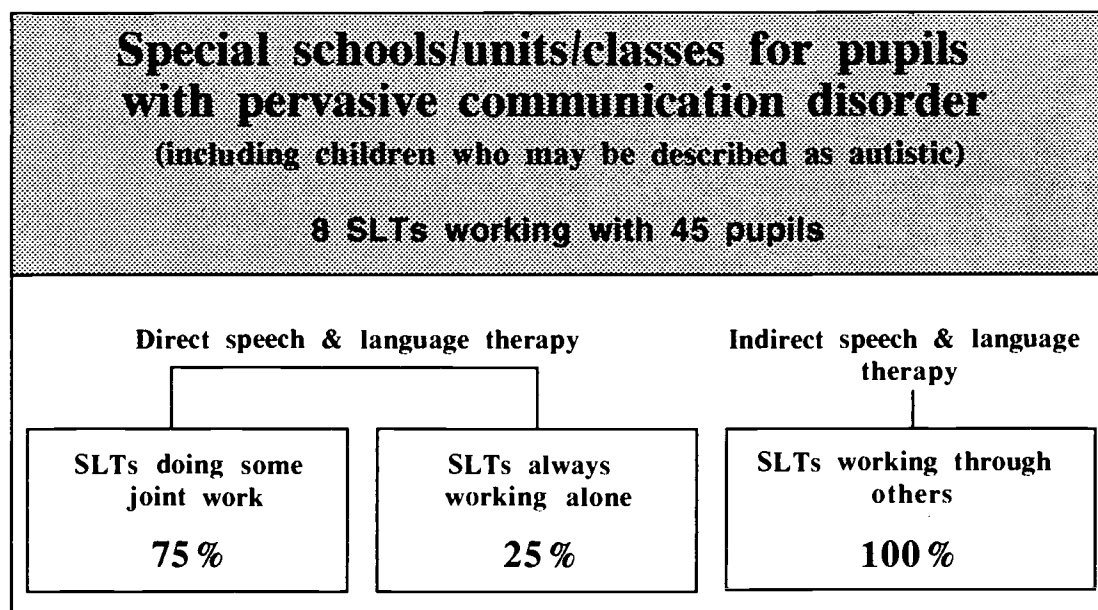 Special schools/units/classes for pupils
with pervasive communication disorder
(including children who may be described as autistic)
8 SLTs working with 45 pupils
Direct speech & language therapy
Indirect speech & language
therapy
SLTs doing some
joint work
75%
SLTs always
working alone
25%
SLTs working through
others
100%